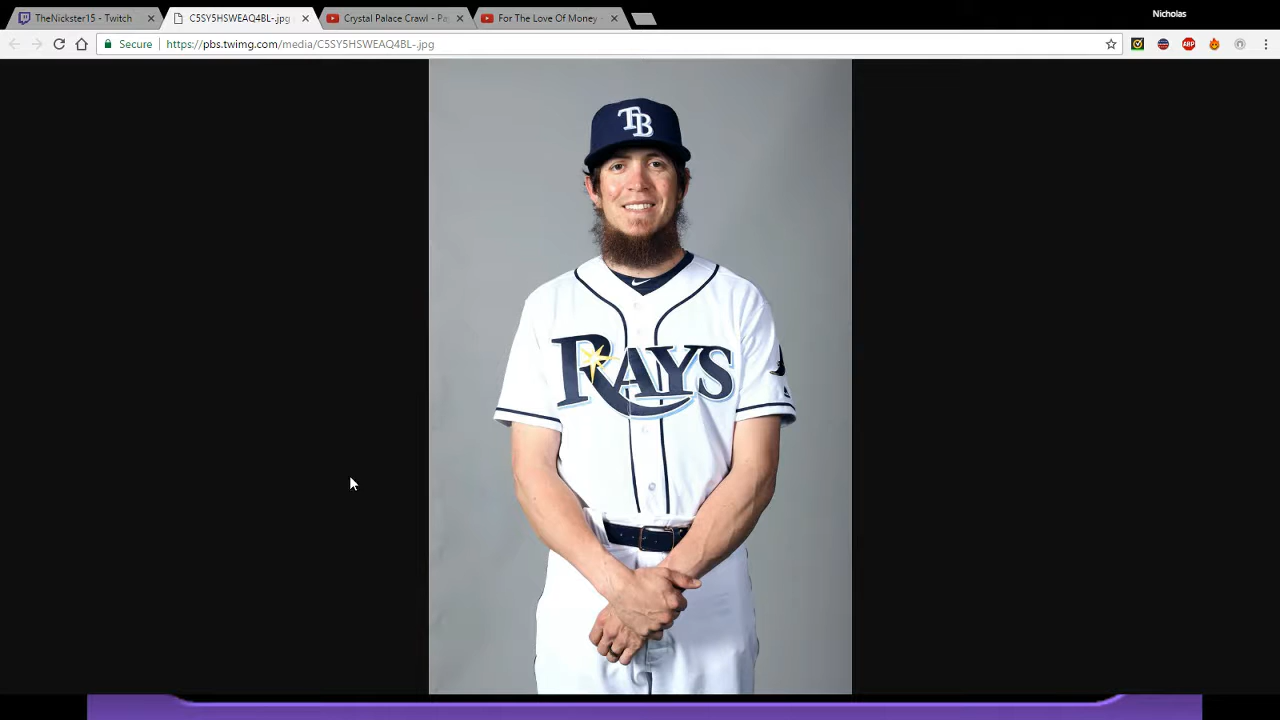 Nicholas
TheNickster15 - Twitch
C5SY5HSWEAQ4BL-.jpg
Crystal Palace Crawl - Pa
For The Love Of Money -
Secure
https://pbs.twimg.com/media/C5SY5HSWEAQ4BL-.jpg
ABP
TB
RAYS